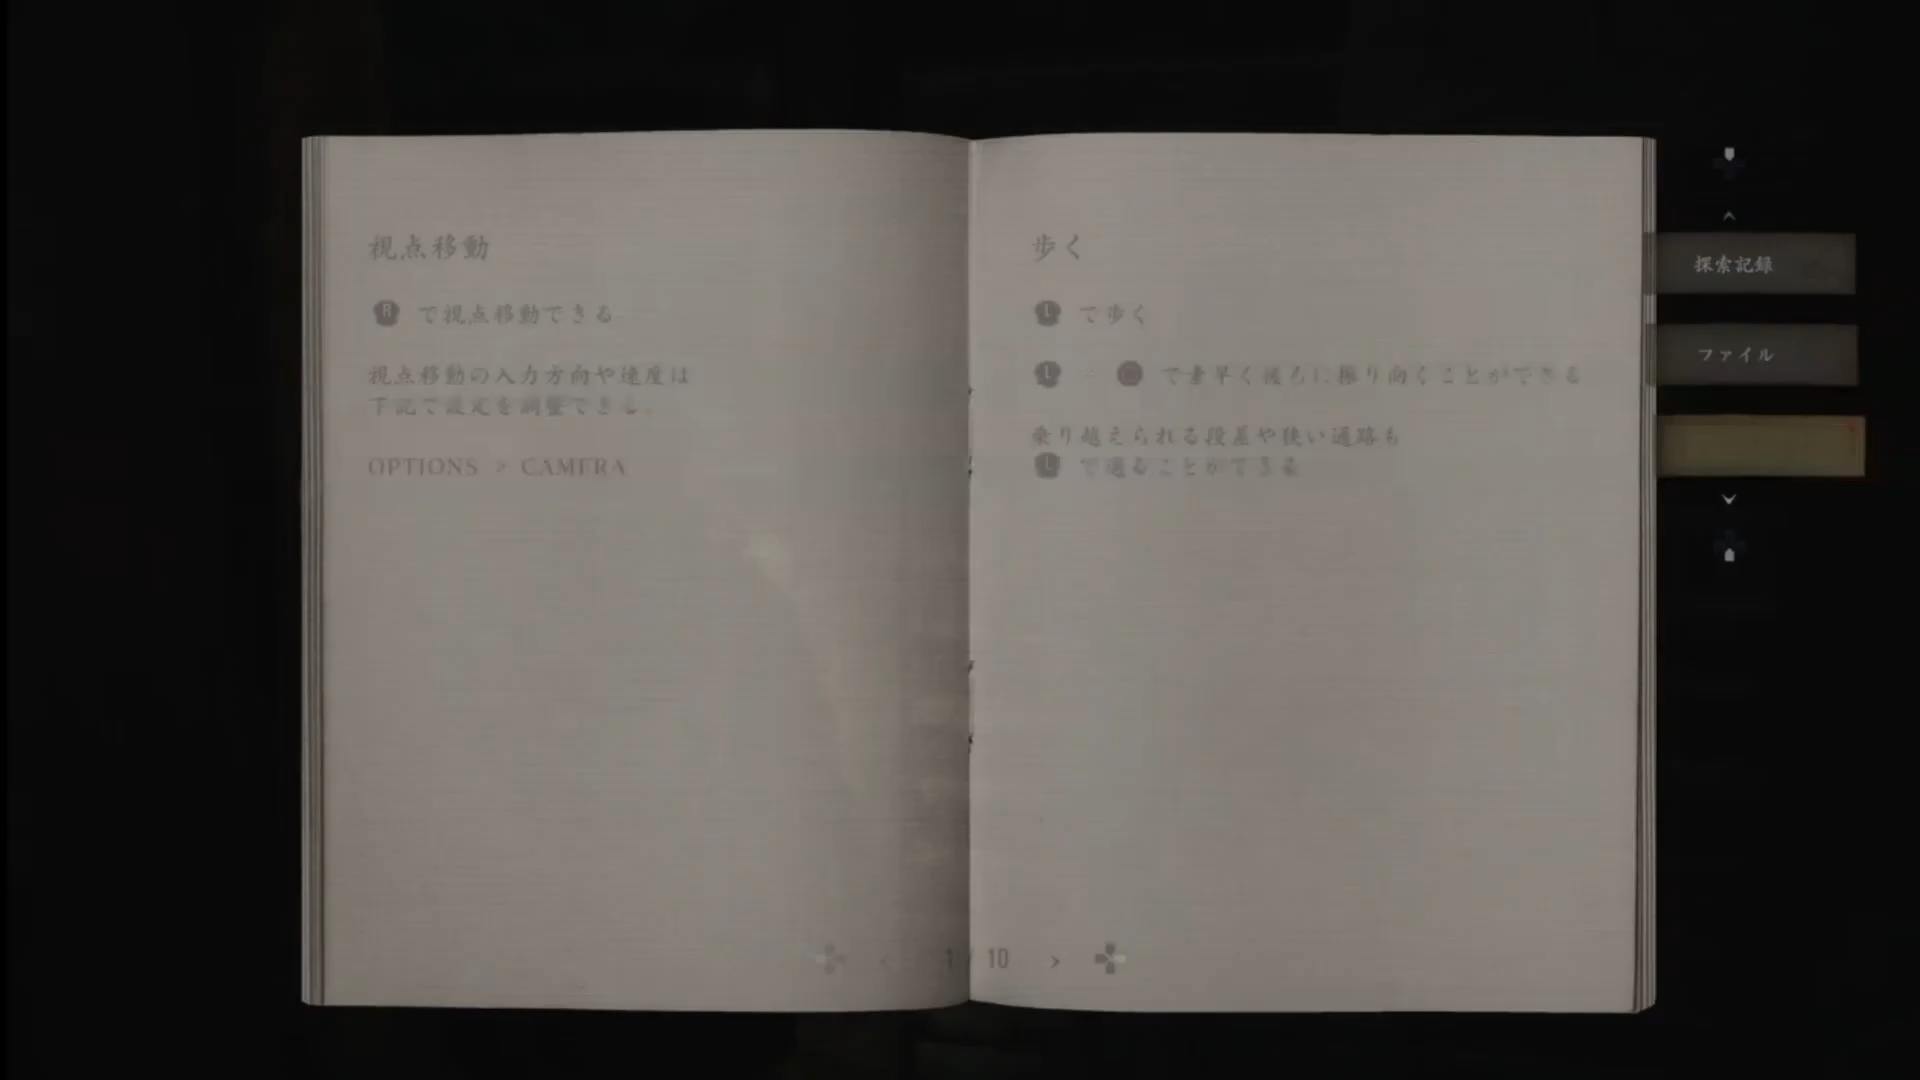 視点移動
R で視点移動できる
視点移動の入力方向や速度は
下記で設定を調整できる。
OPTIONS > CAMERA
歩く
L で歩く
L で素早く後ろに振り向くことができる
乗り越えられる段差や狭い通路も
L で通ることができる
1 / 10
探索記録
ファイル